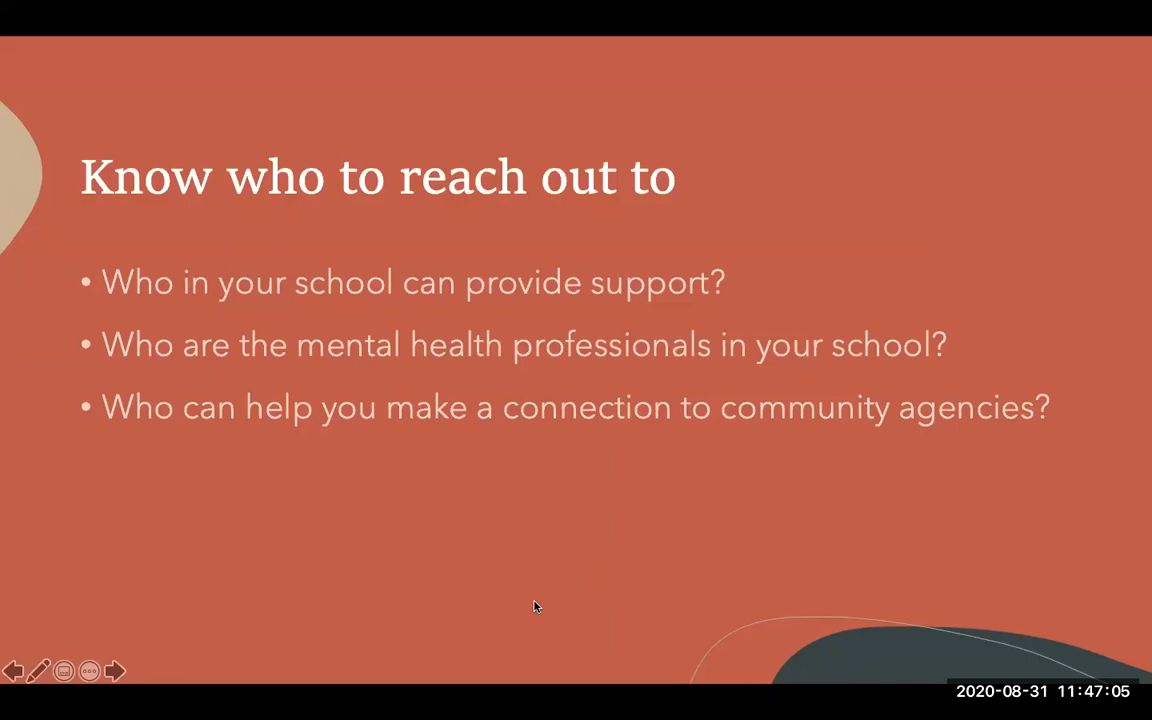 Know who to reach out to
• Who in your school can provide support?
• Who are the mental health professionals in your school?
• Who can help you make a connection to community agencies?
2020-08-31 11:47:05